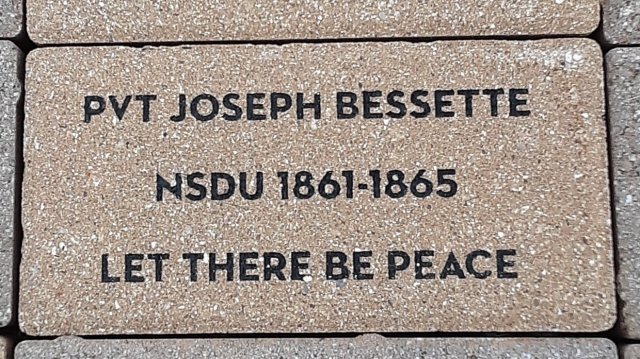 PVT JOSEPH BESSETTE
NSDU 1861-1865
LET THERE BE PEACE